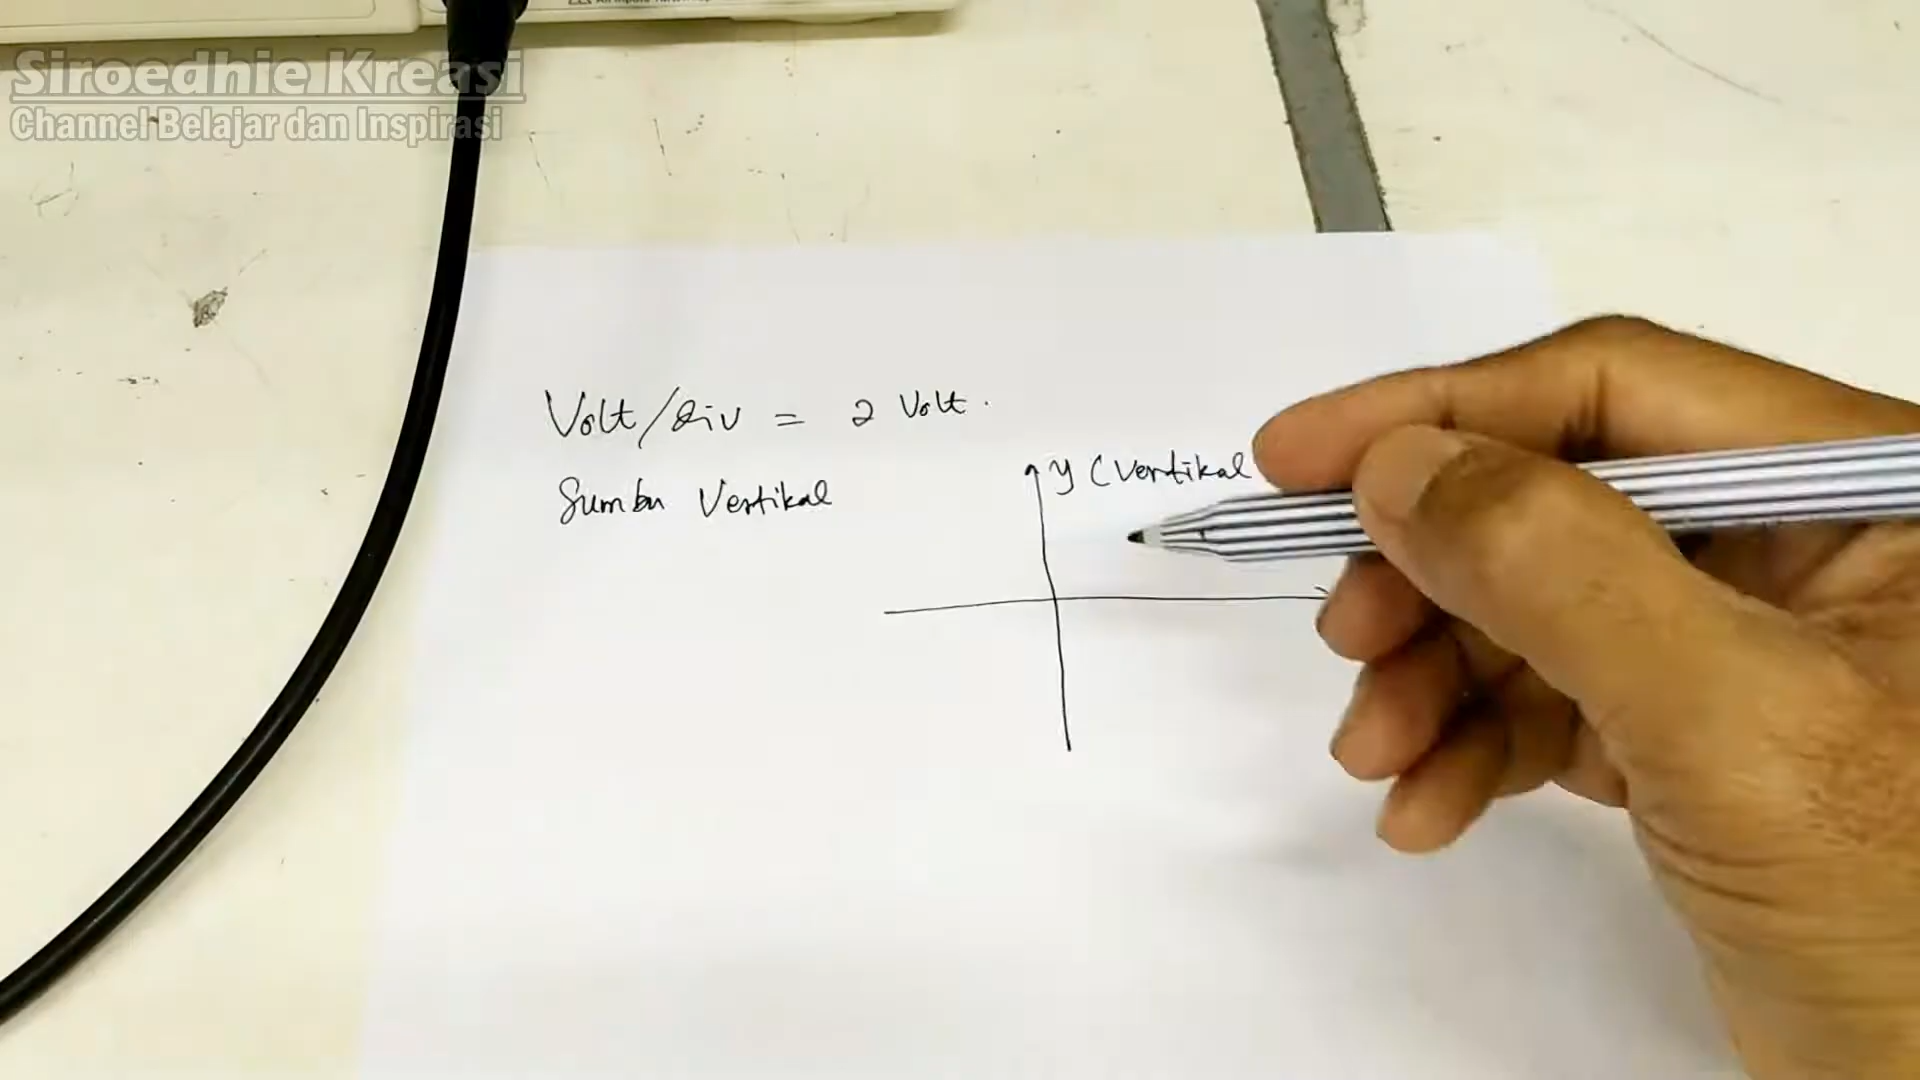 Siroedhie Kreasi
Channel Belajar dan Inspirasi
Volt/div = 2 Volt.
Sumbu Vertikal
y (Vertikal